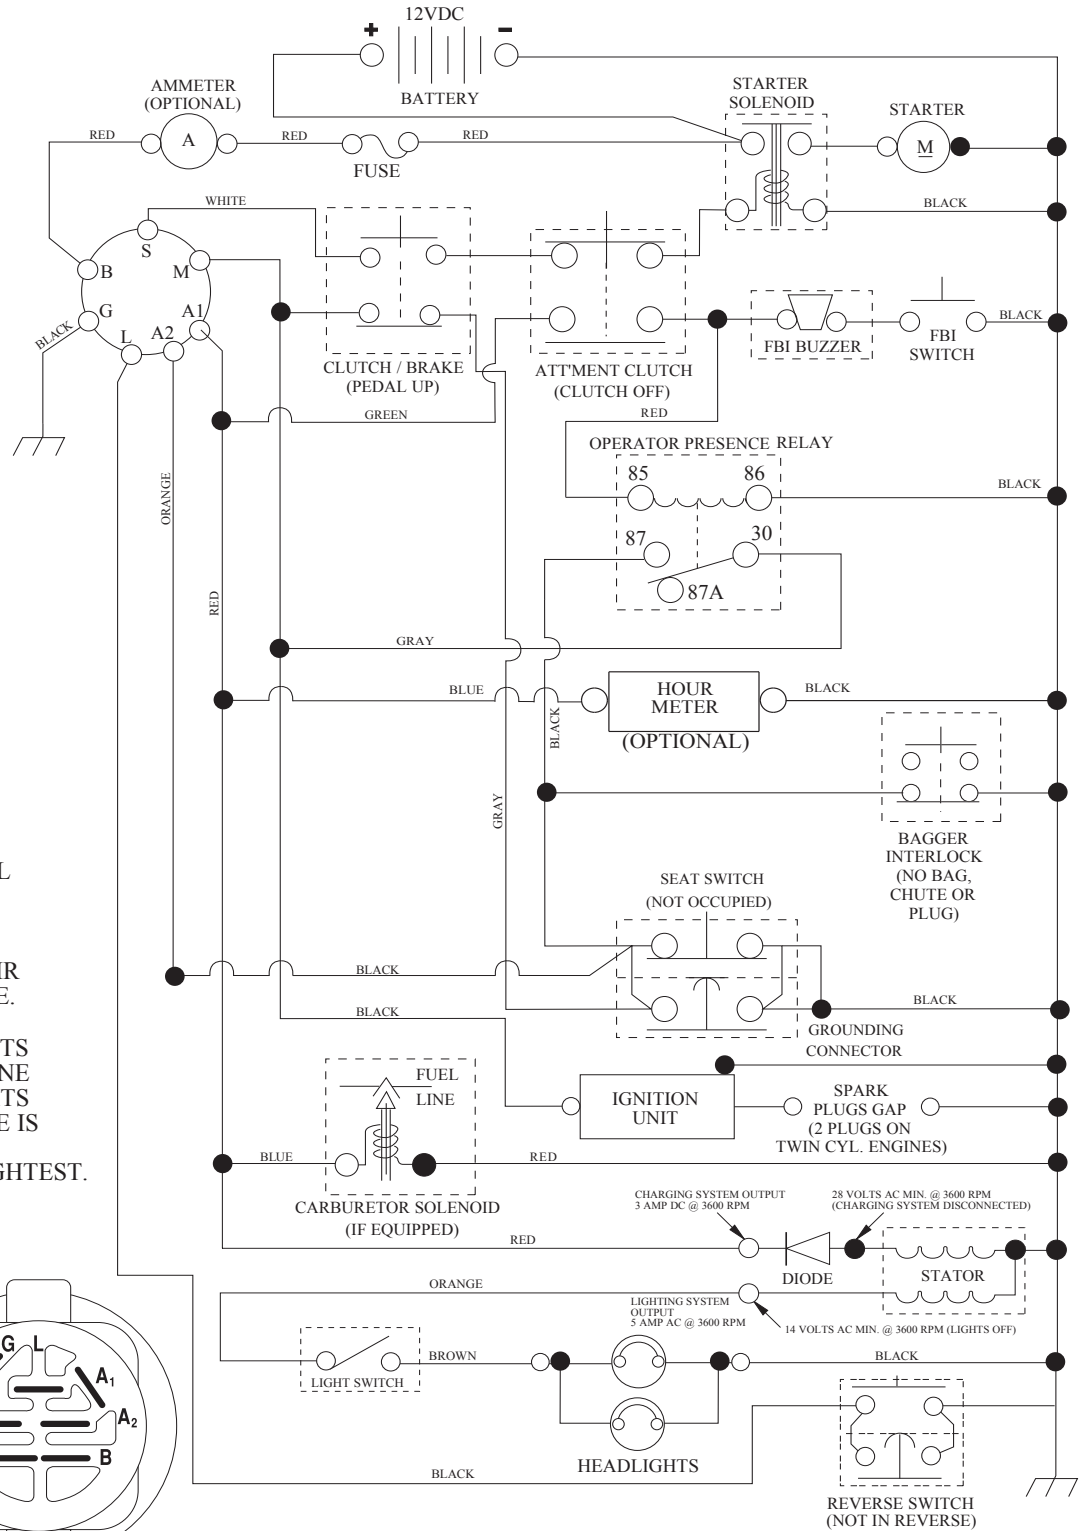 12VDC
+
-
BATTERY
AMMETER
(OPTIONAL)
STARTER
SOLENOID
STARTER
RED
A
RED
FUSE
RED
M
WHITE
BLACK
S
B
M
G
A1
L
A2
BLACK
CLUTCH / BRAKE
(PEDAL UP)
ATT'MENT CLUTCH
(CLUTCH OFF)
FBI BUZZER
FBI
SWITCH
BLACK
GREEN
RED
OPERATOR PRESENCE RELAY
85
86
BLACK
87
30
87A
ORANGE
RED
GRAY
BLUE
HOUR
METER
(OPTIONAL)
BLACK
BLACK
GRAY
BAGGER
INTERLOCK
(NO BAG,
CHUTE OR
PLUG)
SEAT SWITCH
(NOT OCCUPIED)
L
IR
E.
TS
NE
TS
E IS
GHTEST.
BLACK
BLACK
BLACK
GROUNDING
CONNECTOR
FUEL
LINE
IGNITION
UNIT
SPARK
PLUGS GAP
(2 PLUGS ON
TWIN CYL. ENGINES)
BLUE
RED
CARBURETOR SOLENOID
(IF EQUIPPED)
CHARGING SYSTEM OUTPUT
3 AMP DC @ 3600 RPM
28 VOLTS AC MIN. @ 3600 RPM
(CHARGING SYSTEM DISCONNECTED)
RED
DIODE
STATOR
ORANGE
LIGHTING SYSTEM
OUTPUT
5 AMP AC @ 3600 RPM
14 VOLTS AC MIN. @ 3600 RPM (LIGHTS OFF)
BROWN
LIGHT SWITCH
BLACK
HEADLIGHTS
BLACK
REVERSE SWITCH
(NOT IN REVERSE)
G
L
A1
A2
B